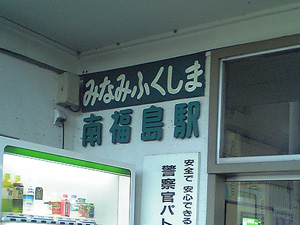 みなみふくしま
南福島駅
安全で安心できる
警察官パト